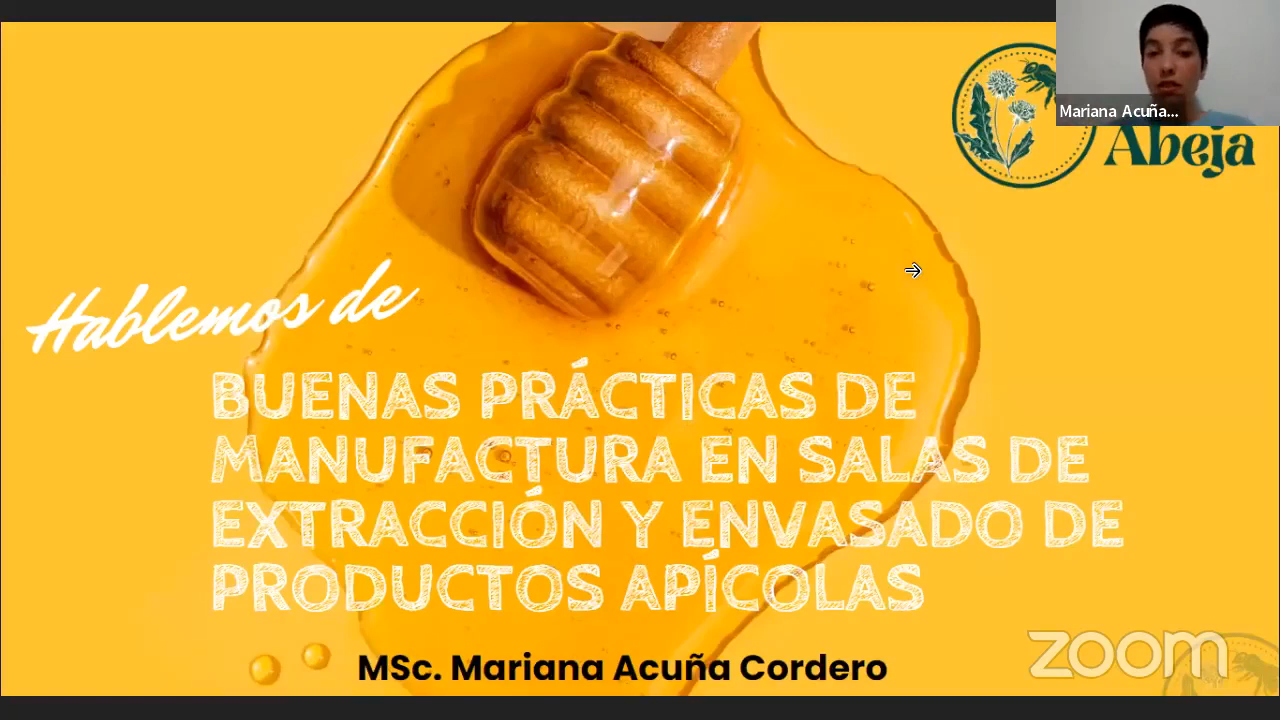 Mariana Acuña...
Abeja
Hablemos de
BUENAS PRÁCTICAS DE
MANUFACTURA EN SALAS DE
EXTRACCIÓN Y ENVASADO DE
PRODUCTOS APÍCOLAS
MSc. Mariana Acuña Cordero
zoom